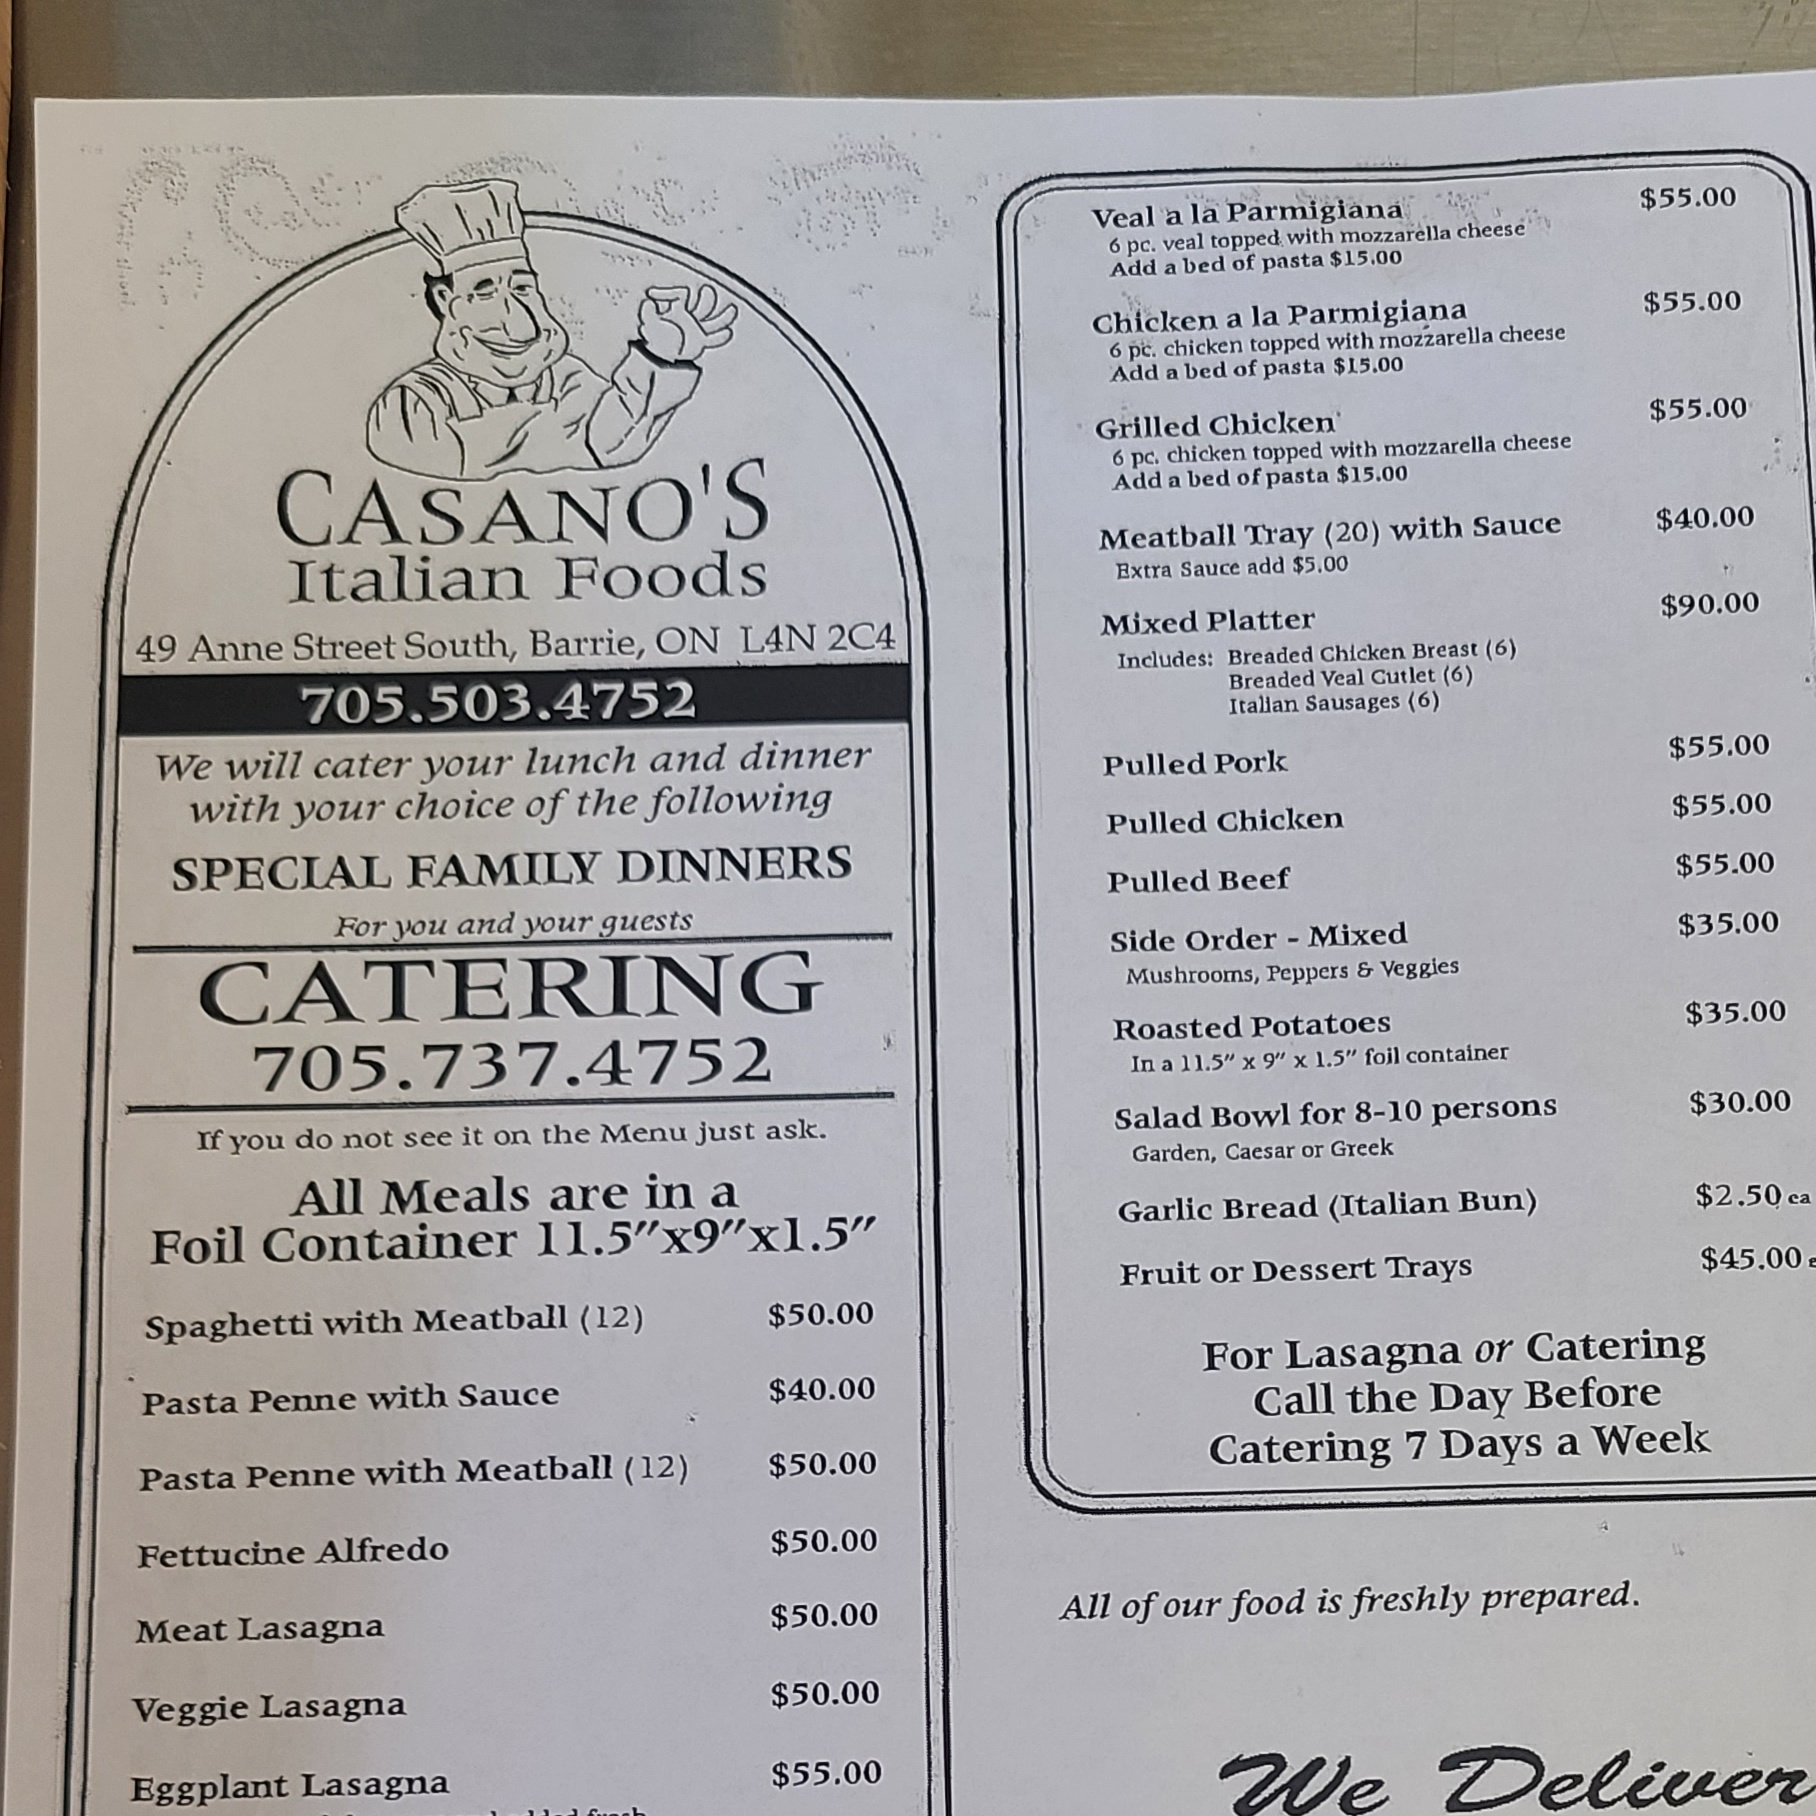 CASANO'S
Italian Foods
49 Anne Street South, Barrie, ON L4N 2C4
705.503.4752
We will cater your lunch and dinner
with your choice of the following
SPECIAL FAMILY DINNERS
For you and your guests
CATERING
705.737.4752
If you do not see it on the Menu just ask.
All Meals are in a
Foil Container 11.5"x9"x1.5"
Spaghetti with Meatball (12) $50.00
Pasta Penne with Sauce $40.00
Pasta Penne with Meatball (12) $50.00
Fettucine Alfredo $50.00
Meat Lasagna $50.00
Veggie Lasagna $50.00
Eggplant Lasagna $55.00
Veal a la Parmigiana $55.00
6 pc. veal topped with mozzarella cheese
Add a bed of pasta $15.00
Chicken a la Parmigiana $55.00
6 pc. chicken topped with mozzarella cheese
Add a bed of pasta $15.00
Grilled Chicken $55.00
6 pc. chicken topped with mozzarella cheese
Add a bed of pasta $15.00
Meatball Tray (20) with Sauce $40.00
Extra Sauce add $5.00
Mixed Platter $90.00
Includes: Breaded Chicken Breast (6)
Breaded Veal Cutlet (6)
Italian Sausages (6)
Pulled Pork $55.00
Pulled Chicken $55.00
Pulled Beef $55.00
Side Order - Mixed $35.00
Mushrooms, Peppers & Veggies
Roasted Potatoes $35.00
In a 11.5" x 9" x 1.5" foil container
Salad Bowl for 8-10 persons $30.00
Garden, Caesar or Greek
Garlic Bread (Italian Bun) $2.50 ea
Fruit or Dessert Trays $45.00
For Lasagna or Catering
Call the Day Before
Catering 7 Days a Week
All of our food is freshly prepared.
We Deliver